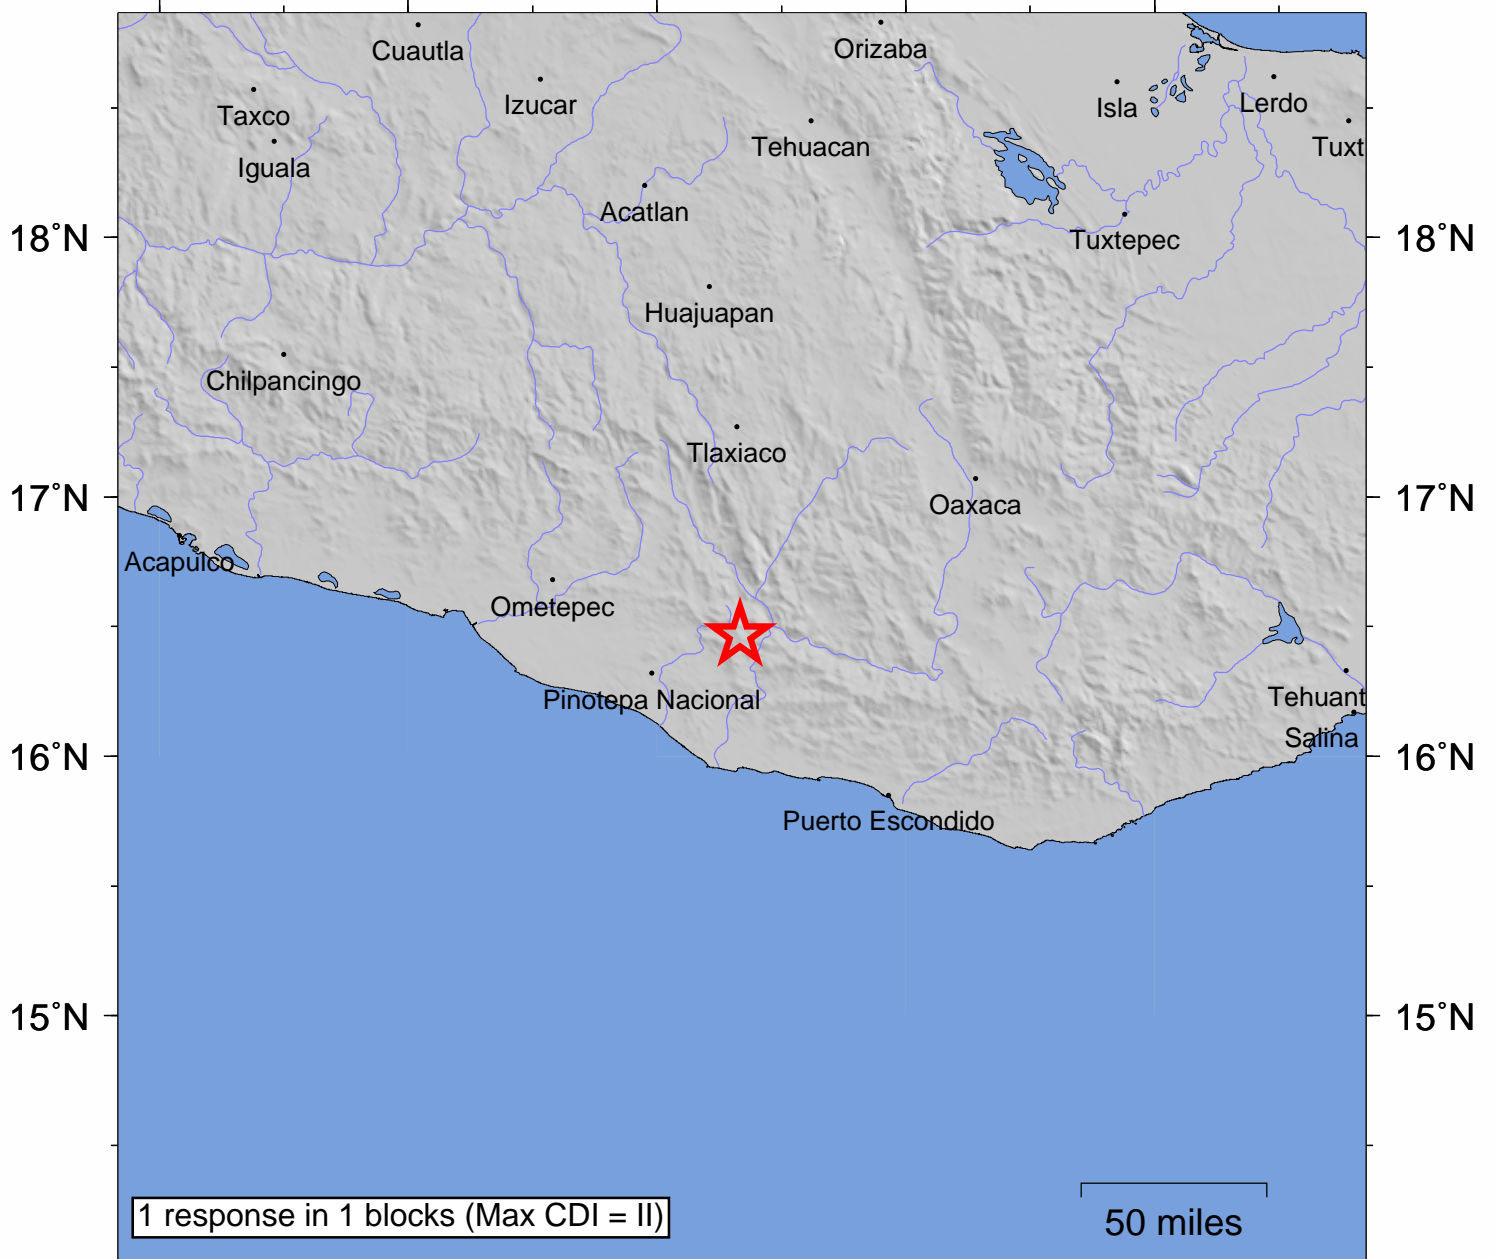 Cuautla
Orizaba
Taxco
Izucar
Isla
Lerdo
Iguala
Tehuacan
Tuxt
Acatlan
18˚N
Tuxtepec
18˚N
Huajuapan
Chilpancingo
Tlaxiaco
17˚N
Oaxaca
17˚N
Acapulco
Ometepec
Pinotepa Nacional
Tehuant
Salina
16˚N
16˚N
Puerto Escondido
15˚N
15˚N
1 response in 1 blocks (Max CDI = II)
50 miles